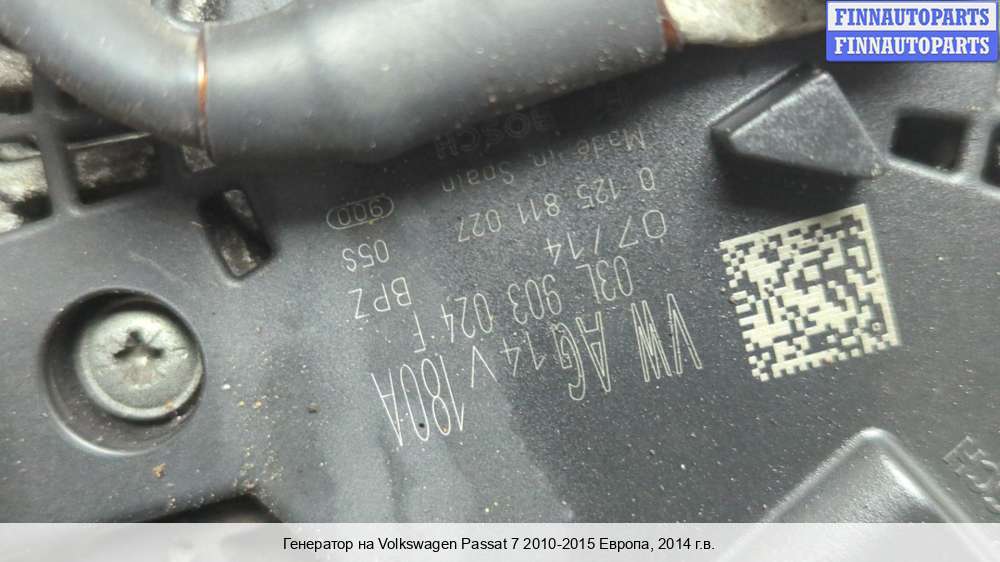 FINNAUTOPARTS
FINNAUTOPARTS
VW AG 14V 180A
03L 903 024 F
07/14 BPZ
0 125 811 027 05S
Made in Spain 900
BOSCH
Генератор на Volkswagen Passat 7 2010-2015 Европа, 2014 г.в.